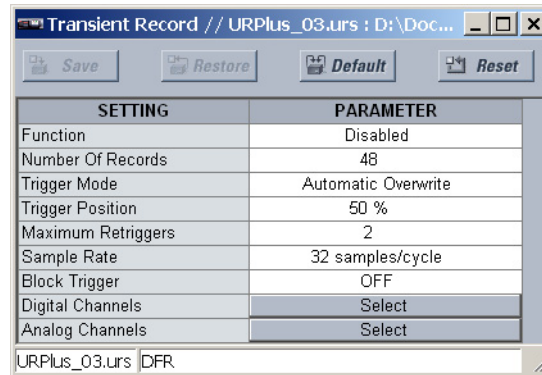 Transient Record // URPlus_03.urs : D:\Doc...
Save Restore Default Reset
SETTING PARAMETER
Function Disabled
Number Of Records 48
Trigger Mode Automatic Overwrite
Trigger Position 50 %
Maximum Retriggers 2
Sample Rate 32 samples/cycle
Block Trigger OFF
Digital Channels Select
Analog Channels Select
URPlus_03.urs DFR